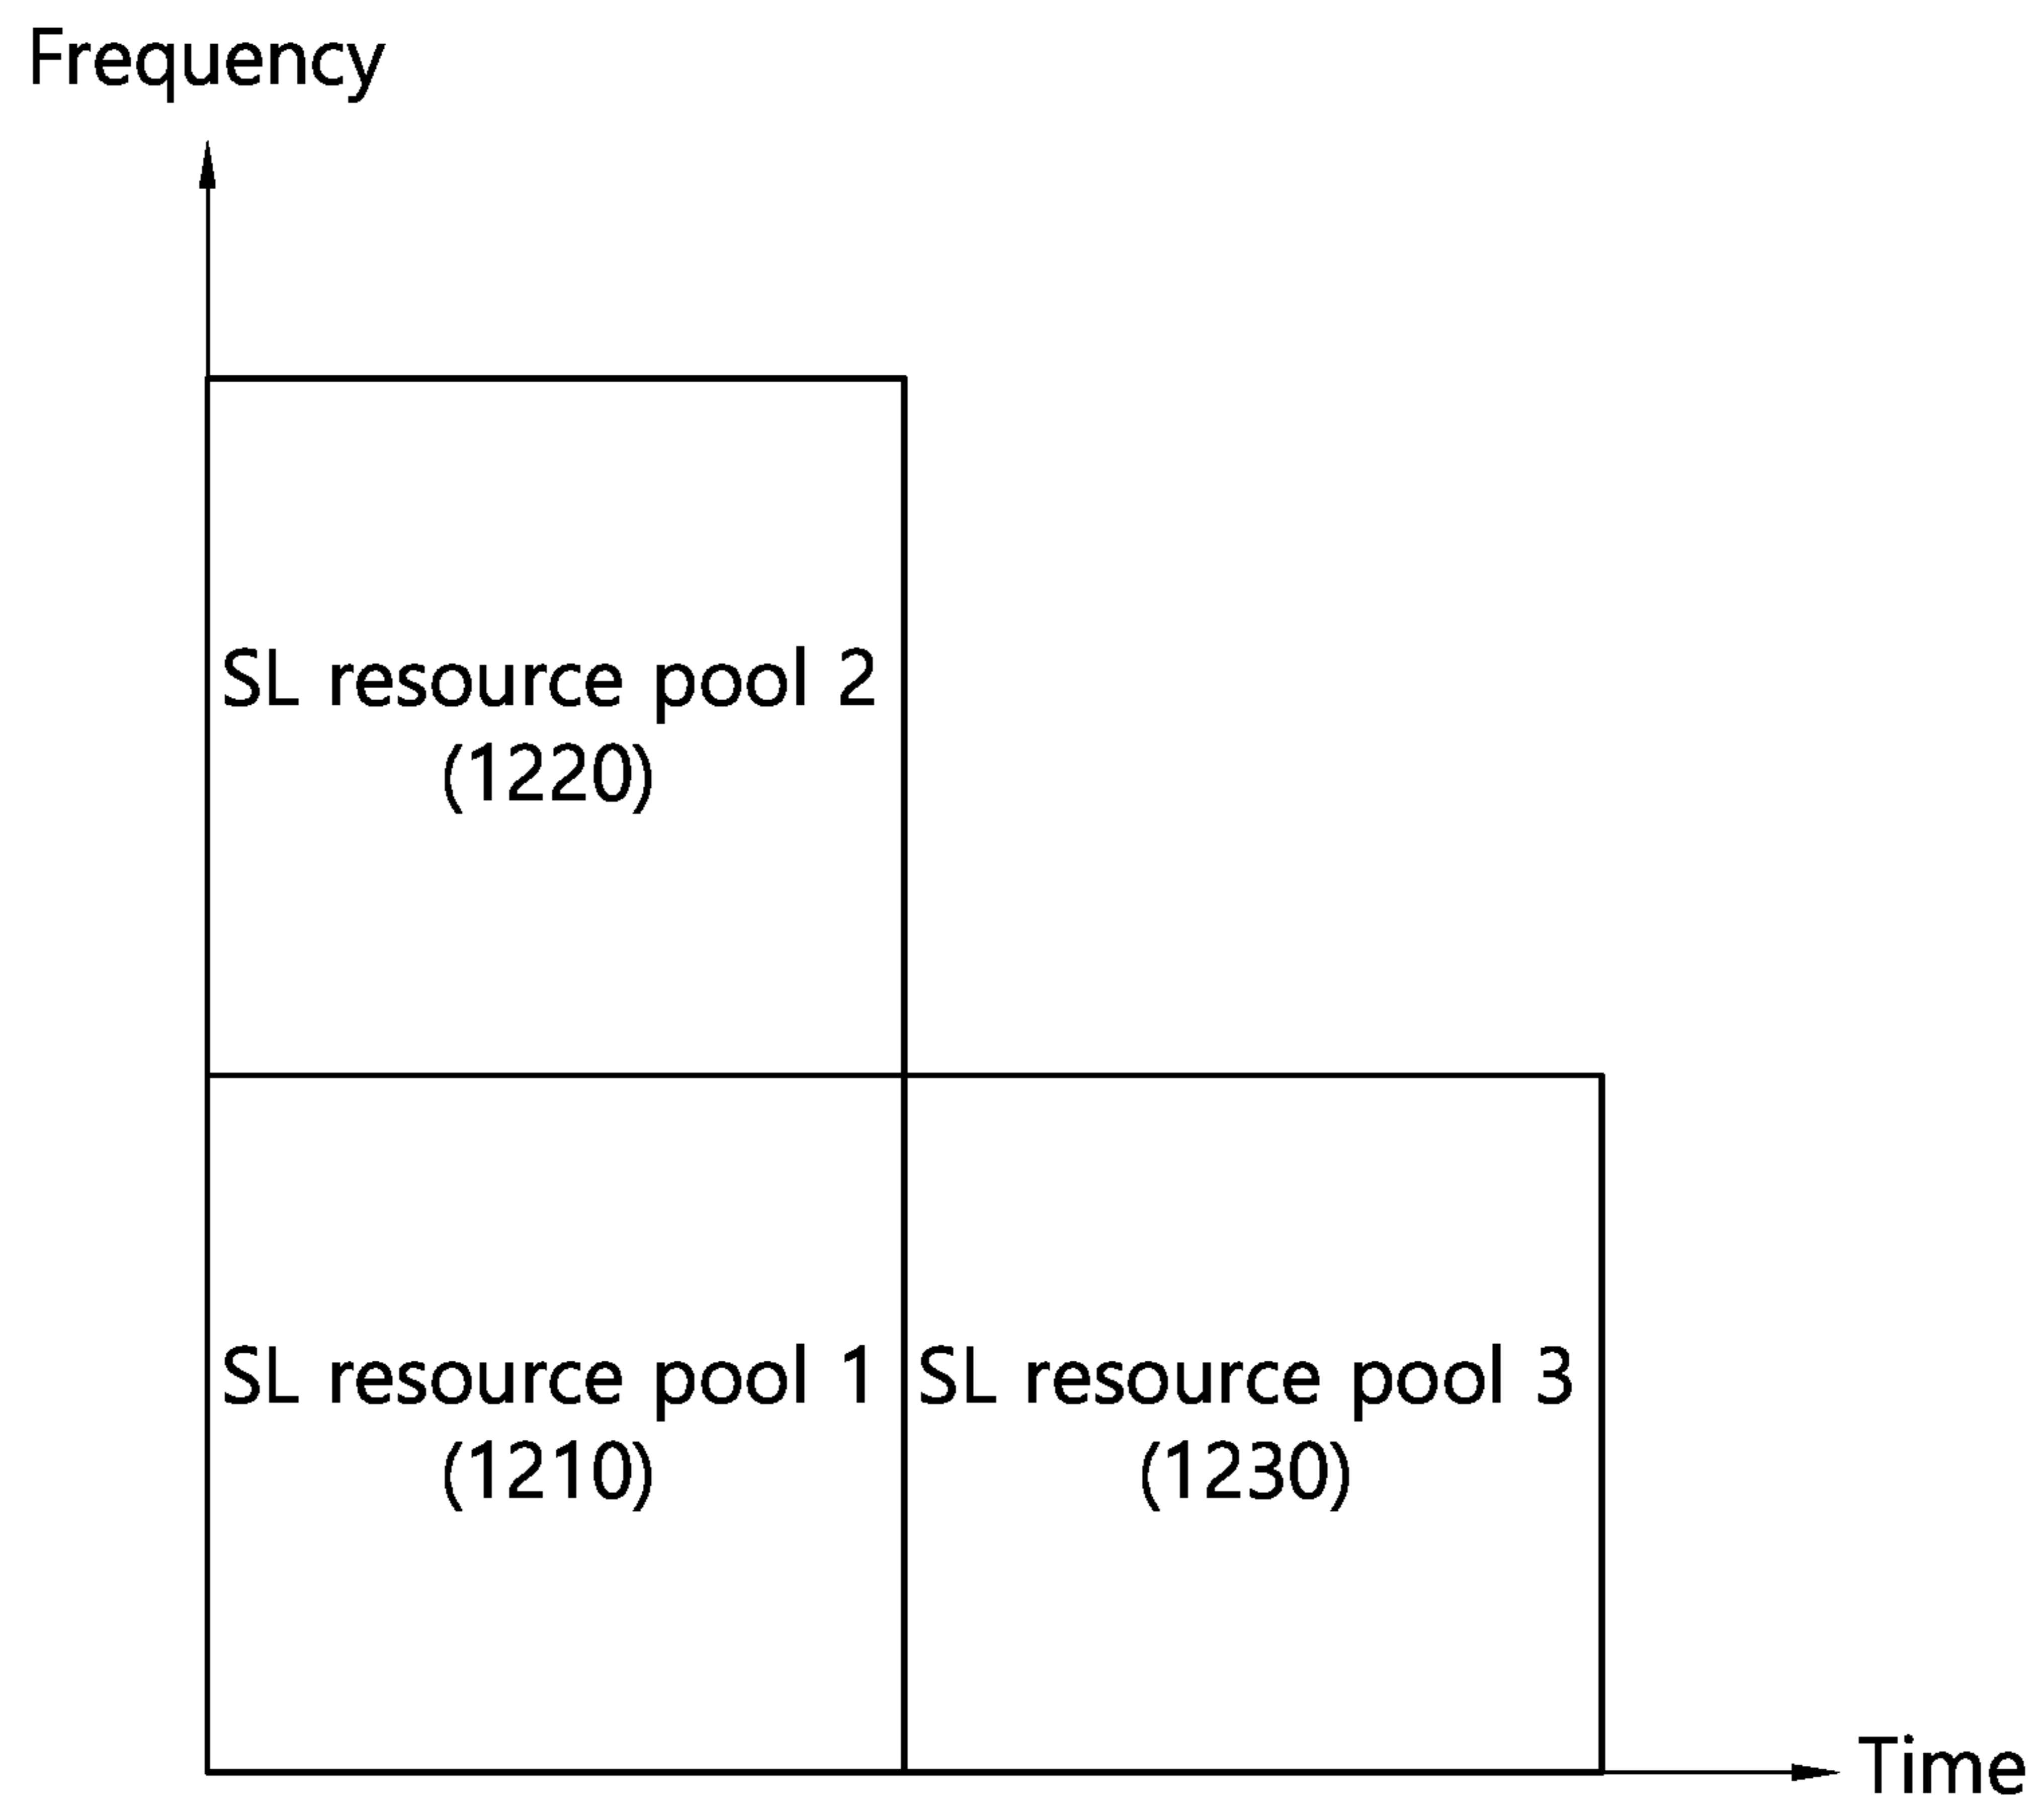 Frequency
SL resource pool 2
(1220)
SL resource pool 1
(1210)
SL resource pool 3
(1230)
Time